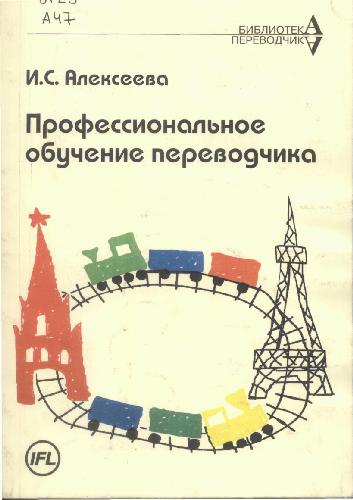 А47
БИБЛИОТЕКА
ПЕРЕВОДЧИКА
И.С. Алексеева
Профессиональное
обучение переводчика
IFL